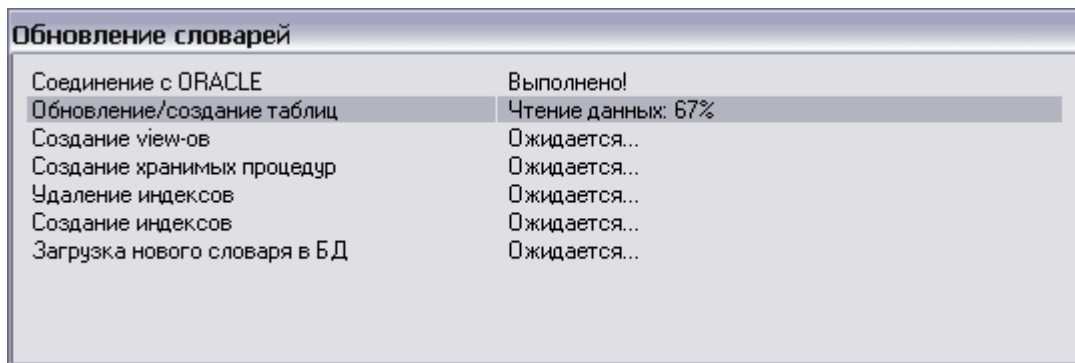 Обновление словарей
Соединение с ORACLE Выполнено!
Обновление/создание таблиц Чтение данных: 67%
Создание view-ов Ожидается...
Создание хранимых процедур Ожидается...
Удаление индексов Ожидается...
Создание индексов Ожидается...
Загрузка нового словаря в БД Ожидается...